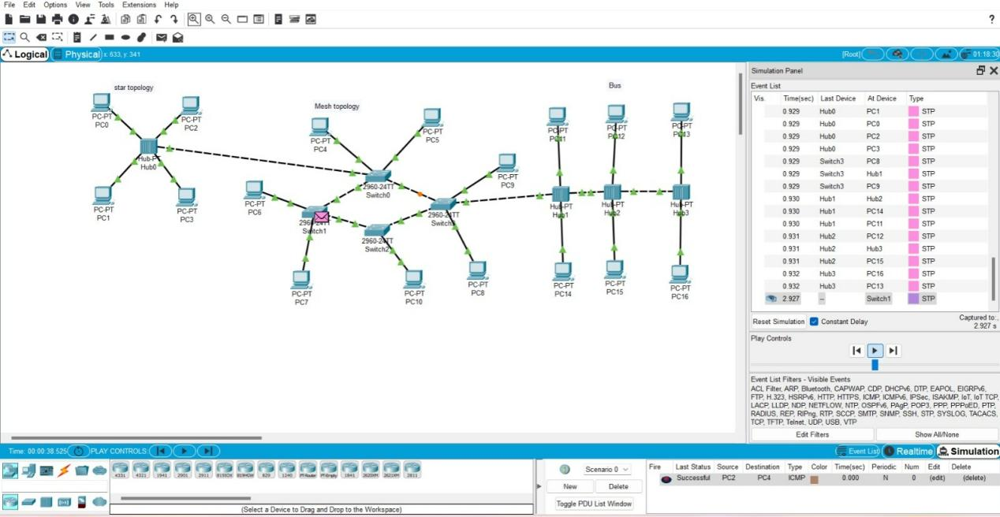 File Edit Options View Tools Extensions Help
?
Logical Physical x: 633, y: 341 [Root] 01:18:30
star topology
Mesh topology
Bus
PC-PT
PC0
PC-PT
PC2
Hub-PT
Hub0
PC-PT
PC1
PC-PT
PC3
PC-PT
PC4
PC-PT
PC5
2960-24TT
Switch0
PC-PT
PC9
PC-PT
PC6
2960-24TT
Switch1
2960-24TT
Switch2
2960-24TT
PC-PT
PC7
PC-PT
PC10
PC-PT
PC8
PC-PT
PC11
PC-PT
PC12
PC-PT
PC13
Hub-PT
Hub1
Hub-PT
Hub2
Hub-PT
Hub3
PC-PT
PC14
PC-PT
PC15
PC-PT
PC16
Simulation Panel
Event List
Vis. Time(sec) Last Device At Device Type
0.929 Hub0 PC1 STP
0.929 Hub0 PC0 STP
0.929 Hub0 PC2 STP
0.929 Hub0 PC3 STP
0.929 Switch3 PC8 STP
0.929 Switch3 Hub1 STP
0.929 Switch3 PC9 STP
0.930 Hub1 Hub2 STP
0.930 Hub1 PC14 STP
0.930 Hub1 PC11 STP
0.931 Hub2 PC12 STP
0.931 Hub2 Hub3 STP
0.931 Hub2 PC15 STP
0.932 Hub3 PC16 STP
0.932 Hub3 PC13 STP
2.927 -- Switch1 STP
Reset Simulation Constant Delay Captured to:
2.927 s
Play Controls
Event List Filters - Visible Events
ACL Filter, ARP, Bluetooth, CAPWAP, CDP, DHCPv6, DTP, EAPOL, EIGRPv6,
FTP, H.323, HSRPv6, HTTP, HTTPS, ICMP, ICMPv6, IPSec, ISAKMP, IoT, IoT TCP,
LACP, LLDP, NDP, NETFLOW, NTP, OSPFv6, PAgP, POP3, PPP, PPPoED, PTP,
RADIUS, REP, RIPng, RTP, SCCP, SMTP, SNMP, SSH, STP, SYSLOG, TACACS,
TCP, TFTP, Telnet, UDP, USB, VTP
Edit Filters Show All/None
Time: 00:00:38.525 PLAY CONTROLS: Event List Realtime Simulation
4331 4321 1941 2901 2911 819IOX 819HGW 829 1240 PT-Router PT-Empty 1841 2620XM 2621XM 2811
(Select a Device to Drag and Drop to the Workspace)
Scenario 0
New Delete
Toggle PDU List Window
Fire Last Status Source Destination Type Color Time(sec) Periodic Num Edit Delete
Successful PC2 PC4 ICMP 0.000 N 0 (edit) (delete)